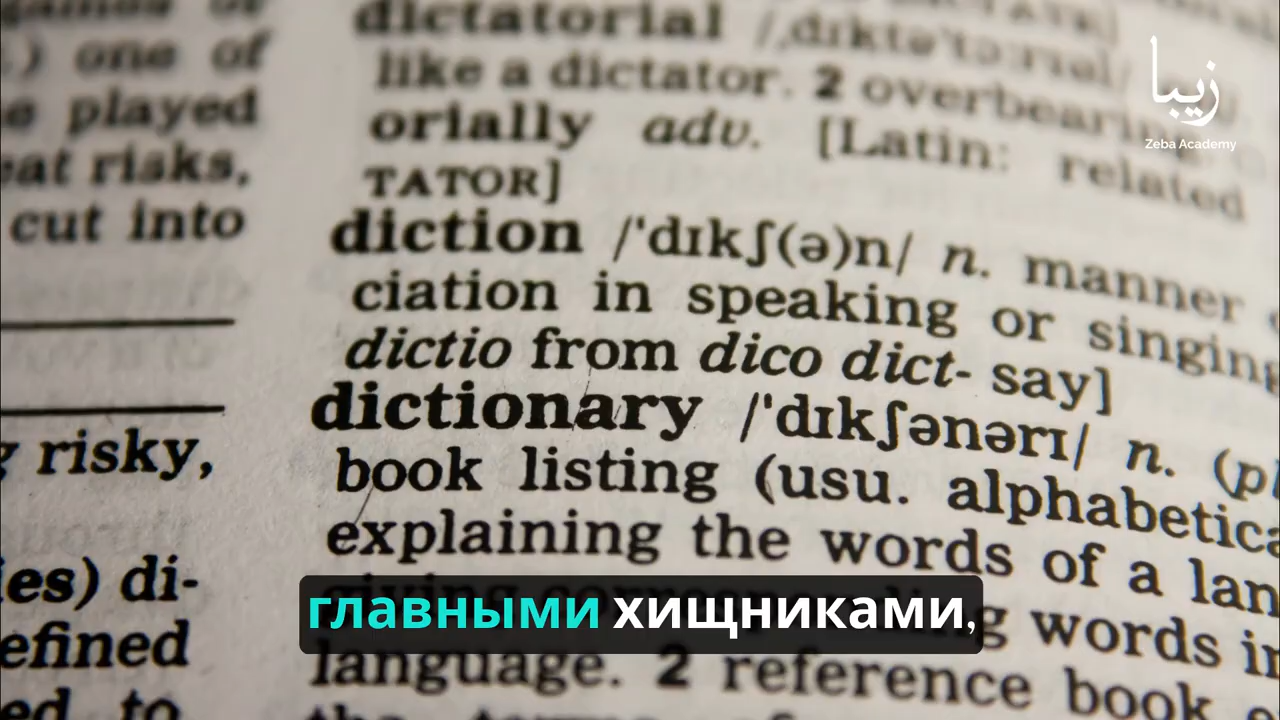 one of
played
risks,
cut into
risky,
ies) di-
efined
ed to
dictatorial
like a dictator. 2 overbearing
orially adv. [Latin: related
TATOR]
diction /ˈdɪkʃ(ə)n/ n. manner
ciation in speaking or singing
dictio from dico dict- say]
dictionary /ˈdɪkʃənərɪ/ n. (pl
book listing (usu. alphabetica
explaining the words of a lan
words in
language. 2 reference book
زيبا
Zeba Academy
главными хищниками,